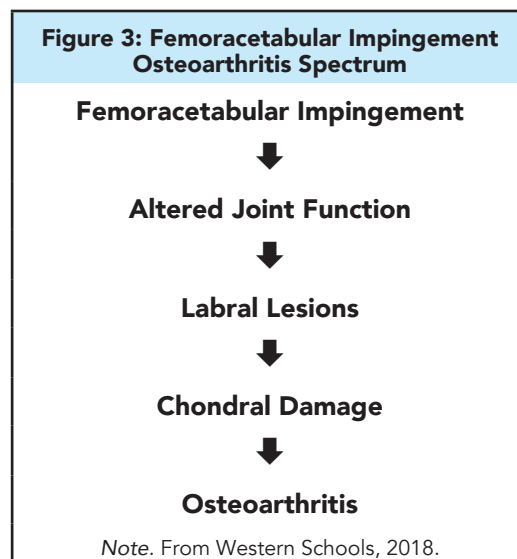 Figure 3: Femoracetabular Impingement
Osteoarthritis Spectrum
Femoracetabular Impingement
Altered Joint Function
Labral Lesions
Chondral Damage
Osteoarthritis
Note. From Western Schools, 2018.